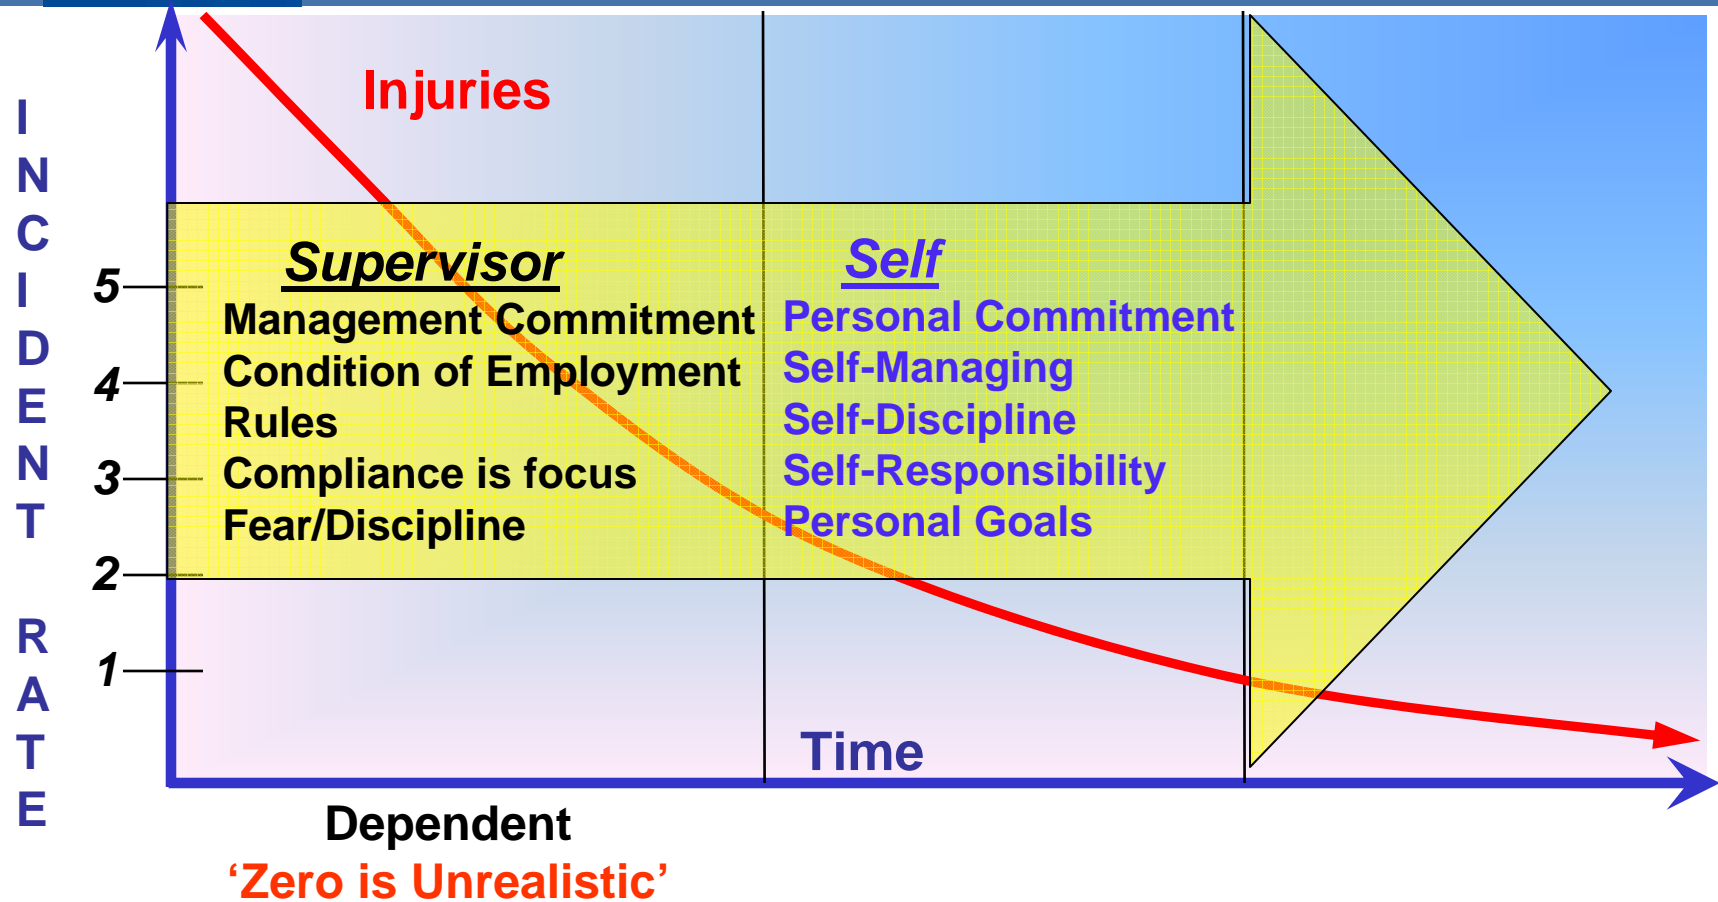 Injuries
INCIDENT RATE
5
4
3
2
1
Supervisor
Management Commitment
Condition of Employment
Rules
Compliance is focus
Fear/Discipline
Self
Personal Commitment
Self-Managing
Self-Discipline
Self-Responsibility
Personal Goals
Time
Dependent
‘Zero is Unrealistic’